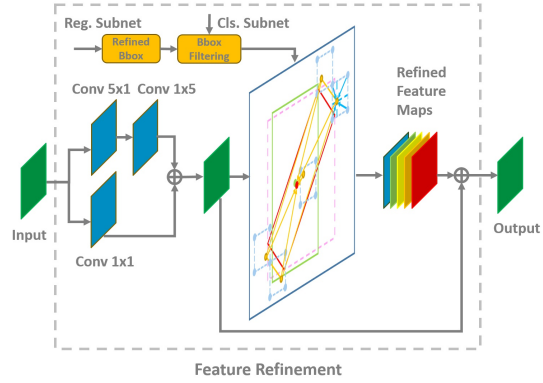 Reg. Subnet
Cls. Subnet
Refined
Bbox
Bbox
Filtering
Conv 5x1
Conv 1x5
Refined
Feature
Maps
Input
Conv 1x1
Output
Feature Refinement